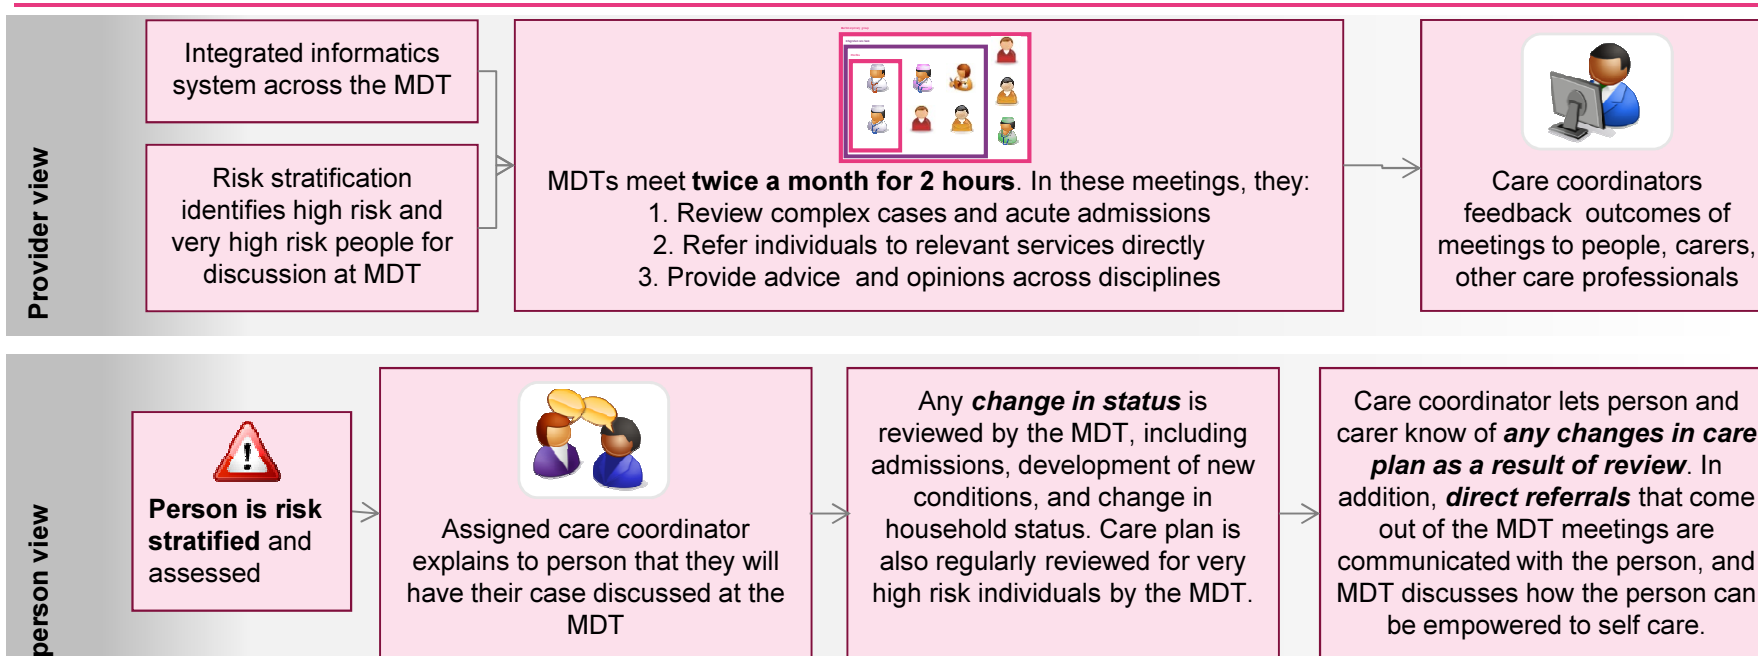 Provider view
Integrated informatics
system across the MDT
Risk stratification
identifies high risk and
very high risk people for
discussion at MDT
MDTs meet twice a month for 2 hours. In these meetings, they:
1. Review complex cases and acute admissions
2. Refer individuals to relevant services directly
3. Provide advice  and opinions across disciplines
Care coordinators
feedback  outcomes of
meetings to people, carers,
other care professionals
person view
Person is risk
stratified and
assessed
Assigned care coordinator
explains to person that they will
have their case discussed at the
MDT
Any change in status is
reviewed by the MDT, including
admissions, development of new
conditions, and change in
household status. Care plan is
also regularly reviewed for very
high risk individuals by the MDT.
Care coordinator lets person and
carer know of any changes in care
plan as a result of review. In
addition, direct referrals that come
out of the MDT meetings are
communicated with the person, and
MDT discusses how the person can
be empowered to self care.